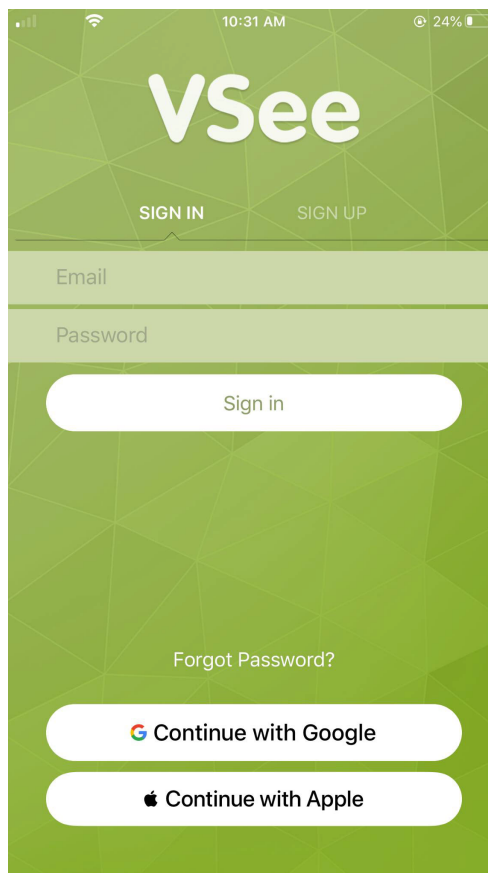 10:31 AM 24%
VSee
SIGN IN SIGN UP
Email
Password
Sign in
Forgot Password?
Continue with Google
Continue with Apple